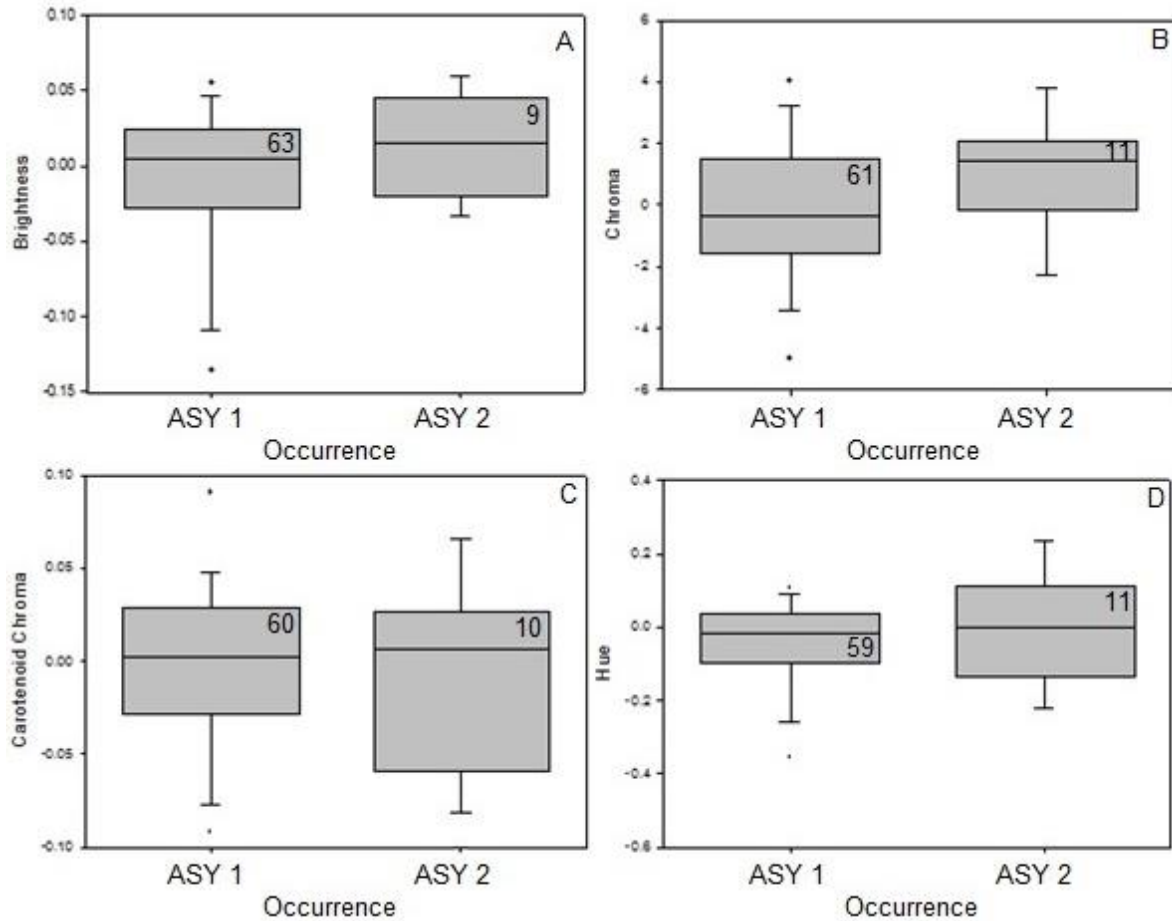 0.10
A
0.05
63
9
0.00
Brightness
-0.05
-0.10
-0.15
ASY 1 ASY 2
Occurrence
6
B
4
2
61
11
0
Chroma
-2
-4
-6
ASY 1 ASY 2
Occurrence
0.10
C
0.05
60
10
0.00
Carotenoid Chroma
-0.05
-0.10
ASY 1 ASY 2
Occurrence
0.4
D
0.2
11
0.0
59
Hue
-0.2
-0.4
-0.6
ASY 1 ASY 2
Occurrence